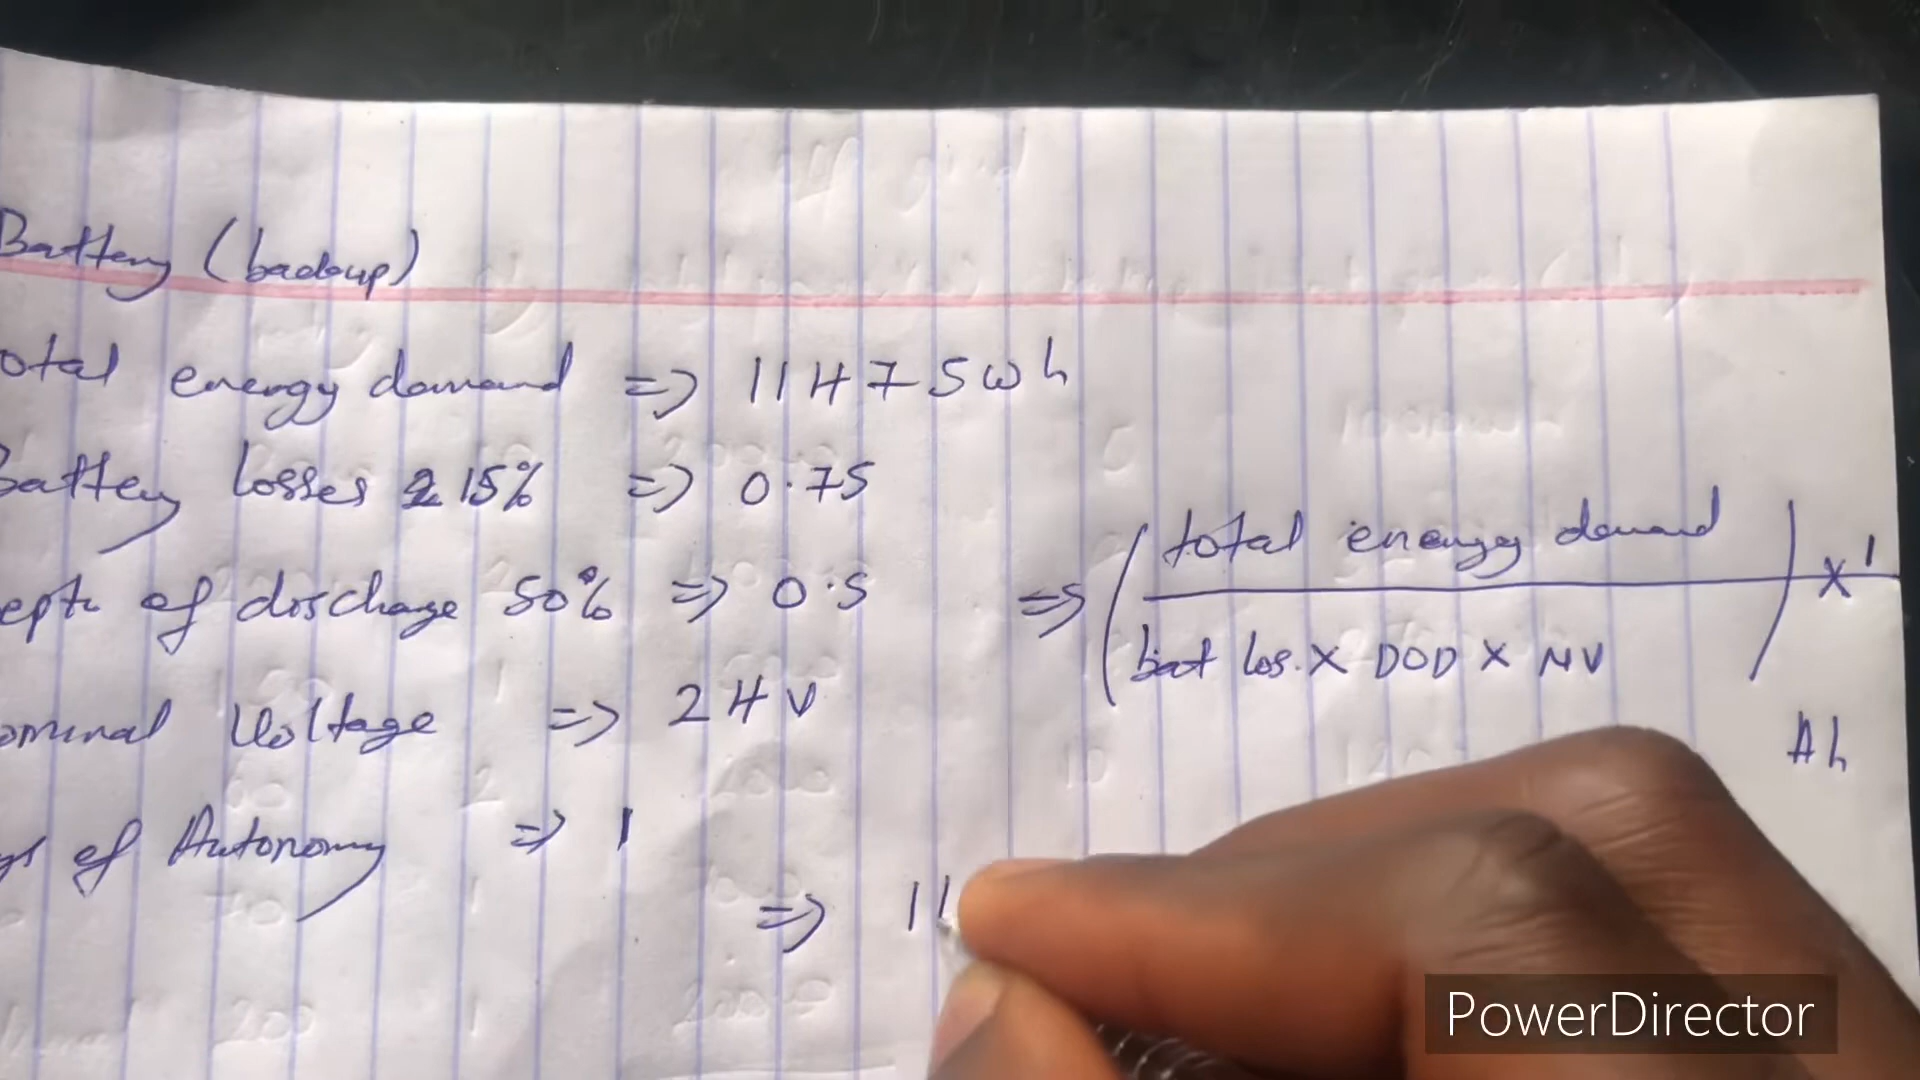 Battery (backup)
otal energy demand => 11475wh
Battery losses 15% => 0.75
epth of discharge 50% => 0.5
=> ( total energy demand ) x 1
bat los. x DOD x NV
ominal Voltage => 24V
Ah
ys of Autonomy => 1
=> 11
PowerDirector